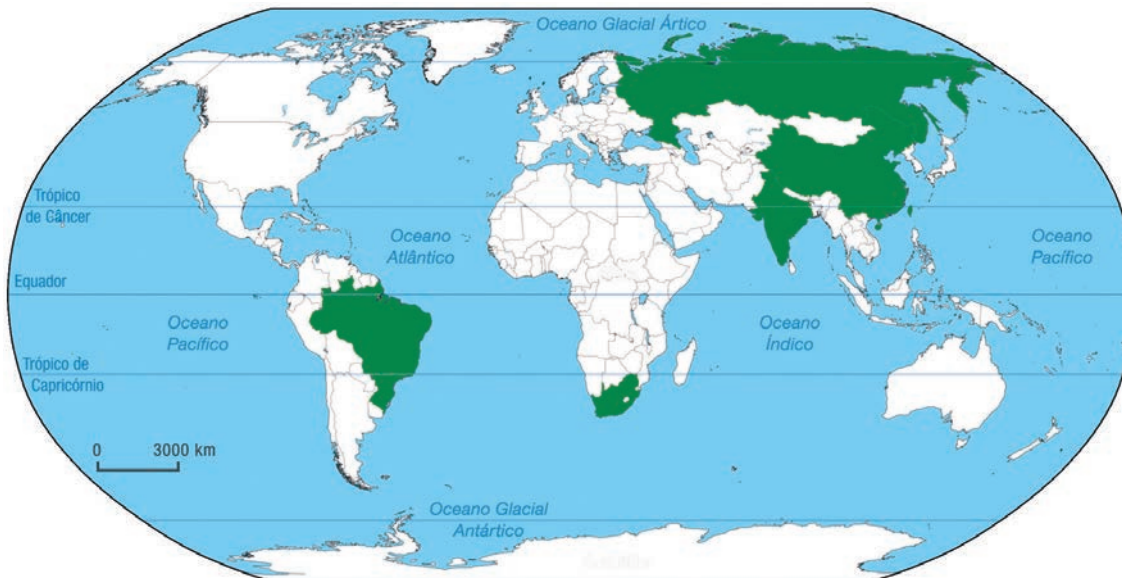 Oceano Glacial Ártico
Trópico
de Câncer
Oceano
Atlântico
Oceano
Pacífico
Equador
Oceano
Pacífico
Oceano
Índico
Trópico de
Capricórnio
0 3000 km
Oceano Glacial
Antártico